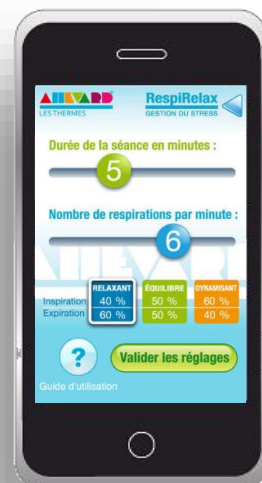 ALLEVARD
LES THERMES
RespiRelax
GESTION DU STRESS
Durée de la séance en minutes :
5
Nombre de respirations par minute :
6
RELAXANT ÉQUILIBRE DYNAMISANT
Inspiration 40 % 50 % 60 %
Expiration 60 % 50 % 40 %
? Valider les réglages
Guide d'utilisation